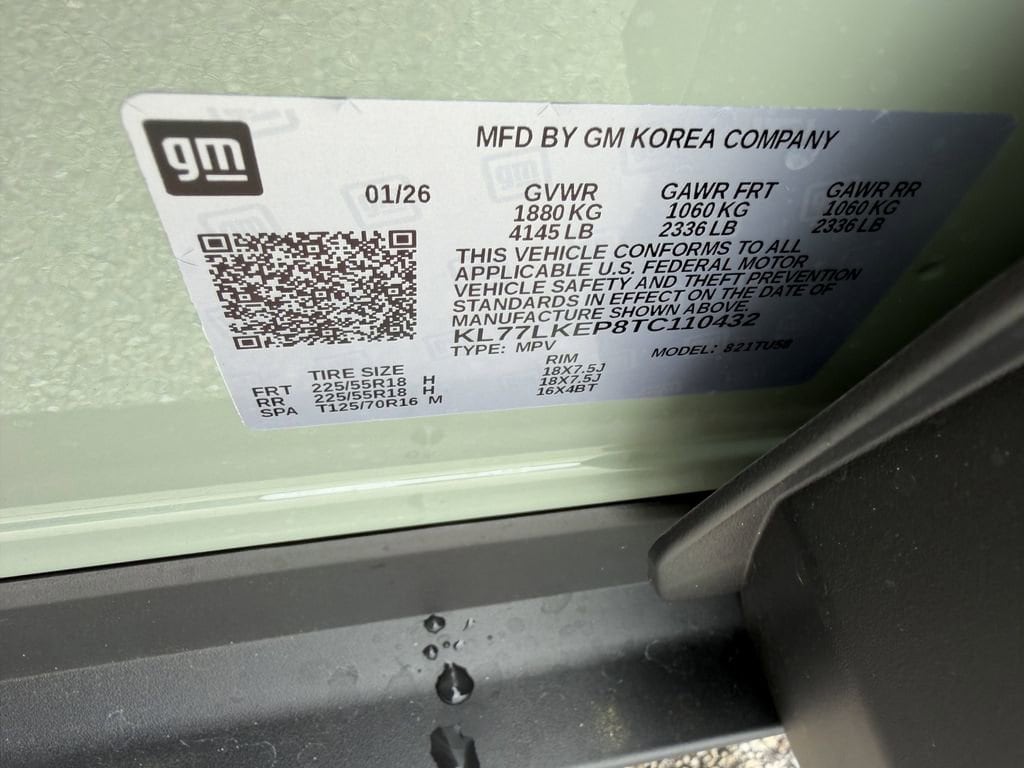 gm
MFD BY GM KOREA COMPANY
01/26
GVWR GAWR FRT GAWR RR
1880 KG 1060 KG 1060 KG
4145 LB 2336 LB 2336 LB
THIS VEHICLE CONFORMS TO ALL
APPLICABLE U.S. FEDERAL MOTOR
VEHICLE SAFETY AND THEFT PREVENTION
STANDARDS IN EFFECT ON THE DATE OF
MANUFACTURE SHOWN ABOVE.
KL77LKEP8TC110432
TYPE: MPV MODEL: 821TU58
TIRE SIZE RIM
FRT 225/55R18 H 18X7.5J
RR 225/55R18 H 18X7.5J
SPA T125/70R16 M 16X4BT